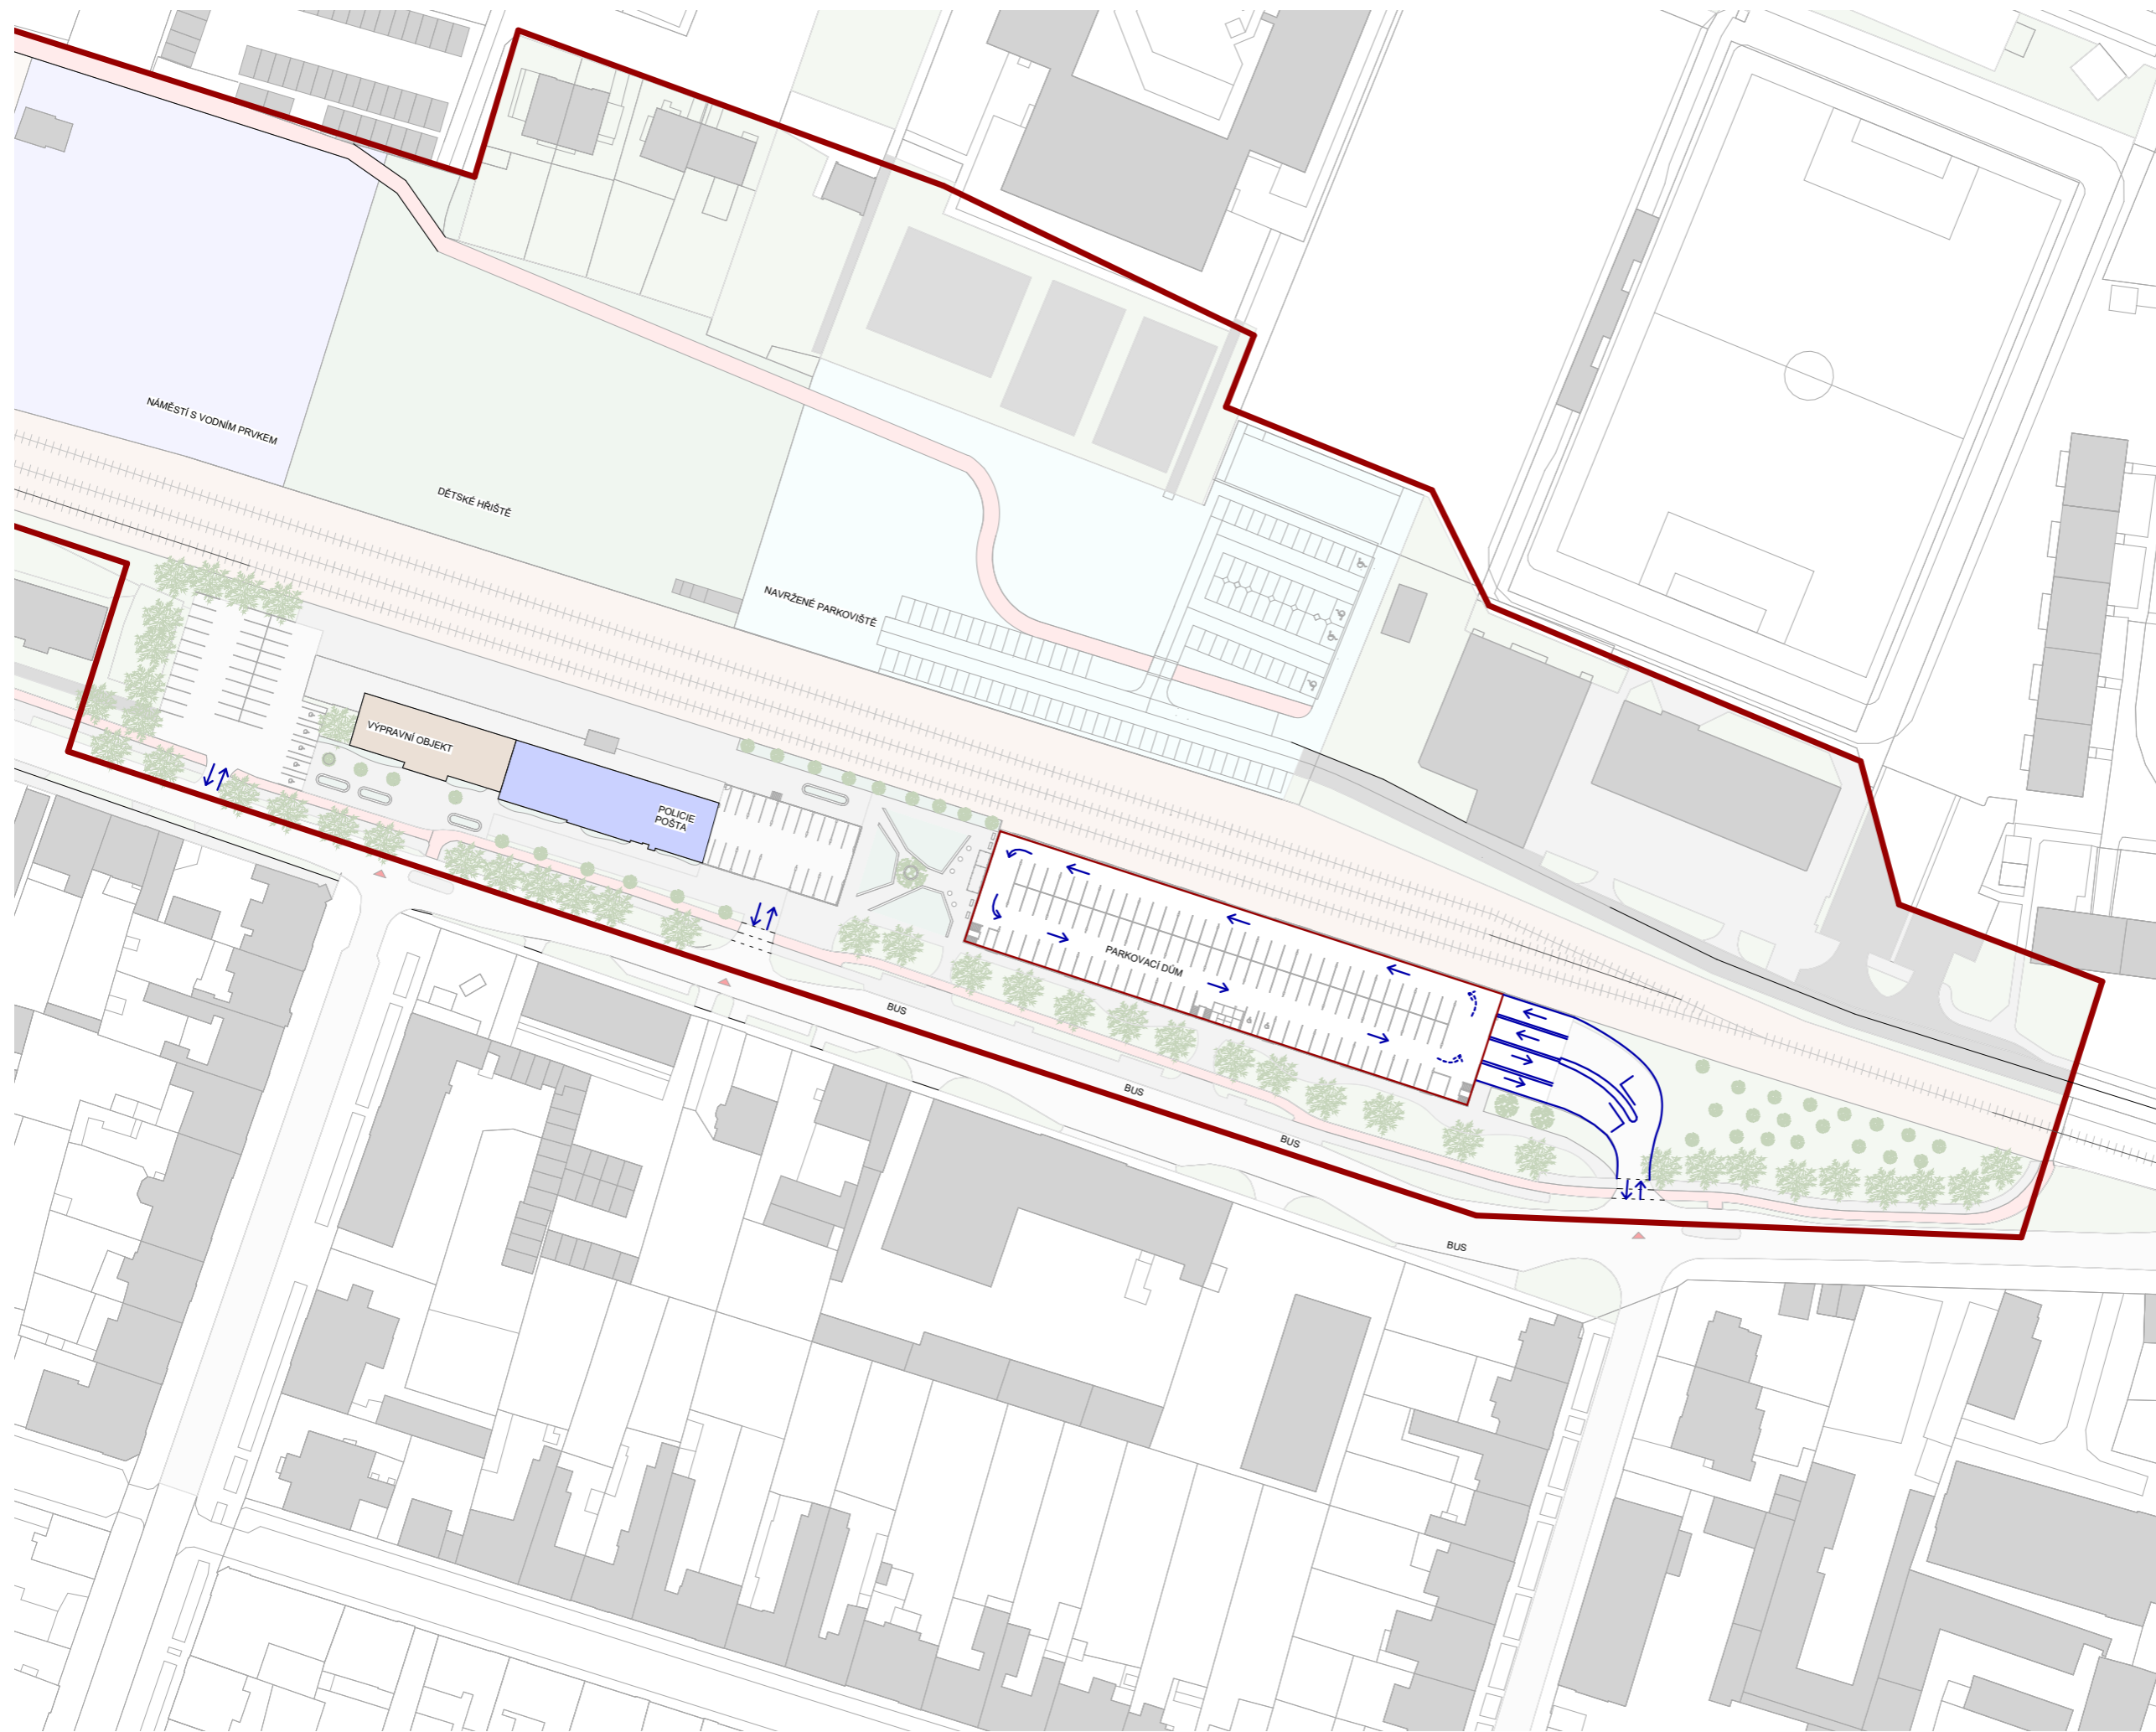 NÁMĚSTÍ S VODNÍM PRVKEM
DĚTSKÉ HŘIŠTĚ
NAVRŽENÉ PARKOVIŠTĚ
VÝPRAVNÍ OBJEKT
POLICIE
POŠTA
PARKOVACÍ DŮM
BUS
BUS
BUS
BUS